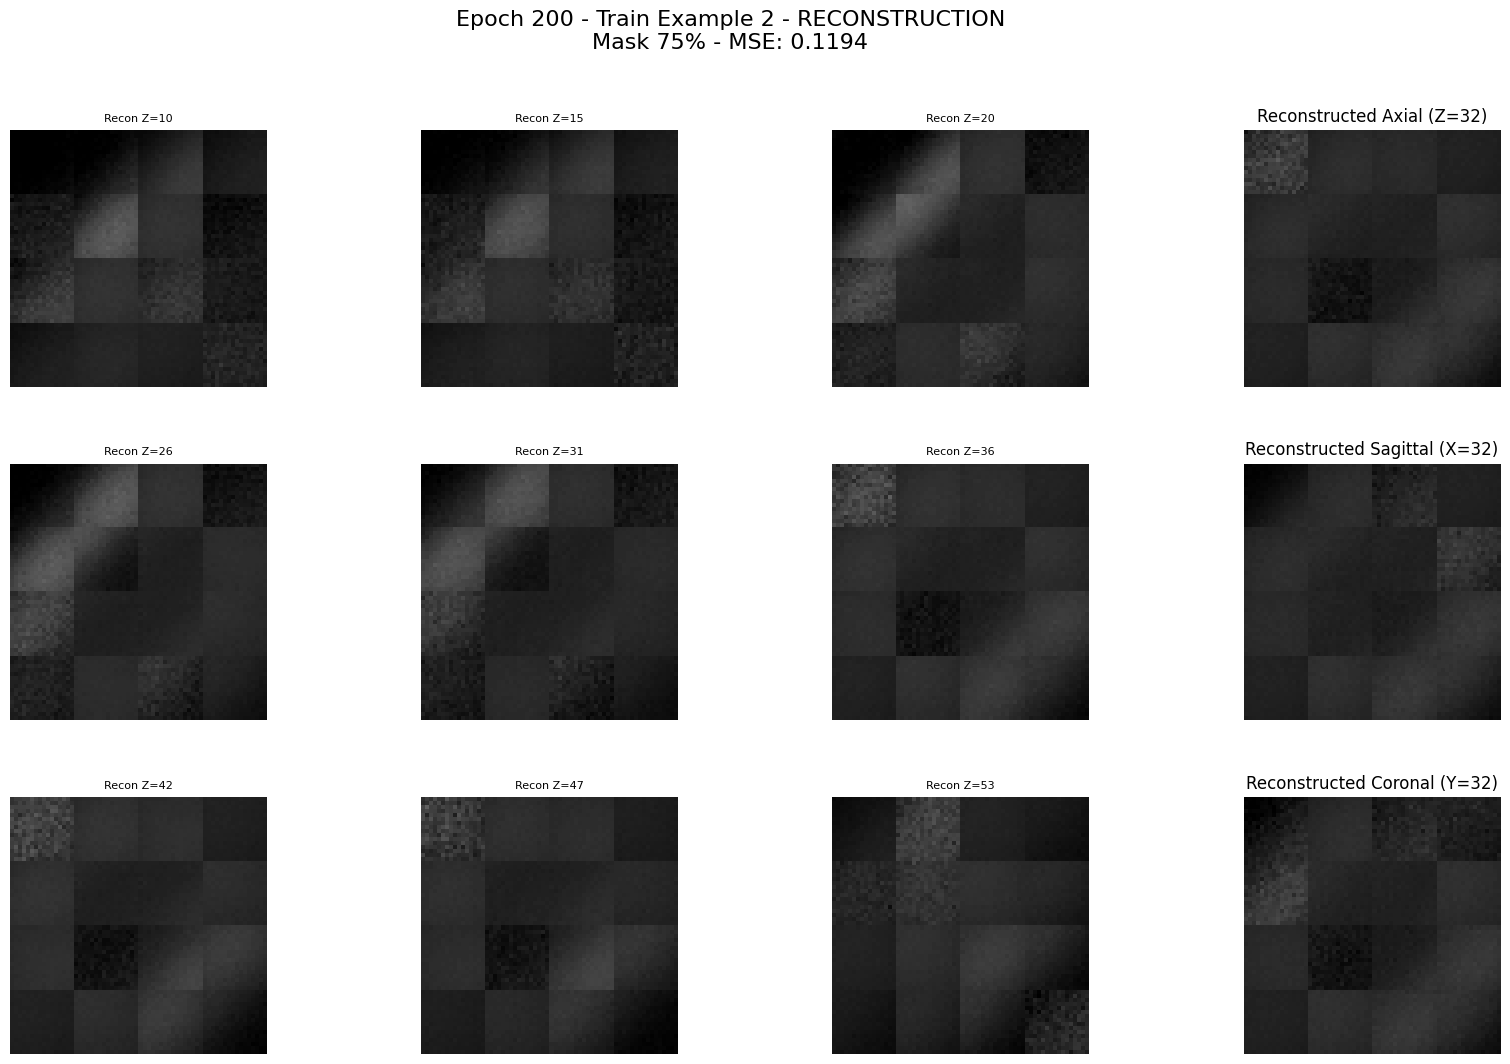 Epoch 200 - Train Example 2 - RECONSTRUCTION
Mask 75% - MSE: 0.1194
Recon Z=10
Recon Z=15
Recon Z=20
Reconstructed Axial (Z=32)
Recon Z=26
Recon Z=31
Recon Z=36
Reconstructed Sagittal (X=32)
Recon Z=42
Recon Z=47
Recon Z=53
Reconstructed Coronal (Y=32)